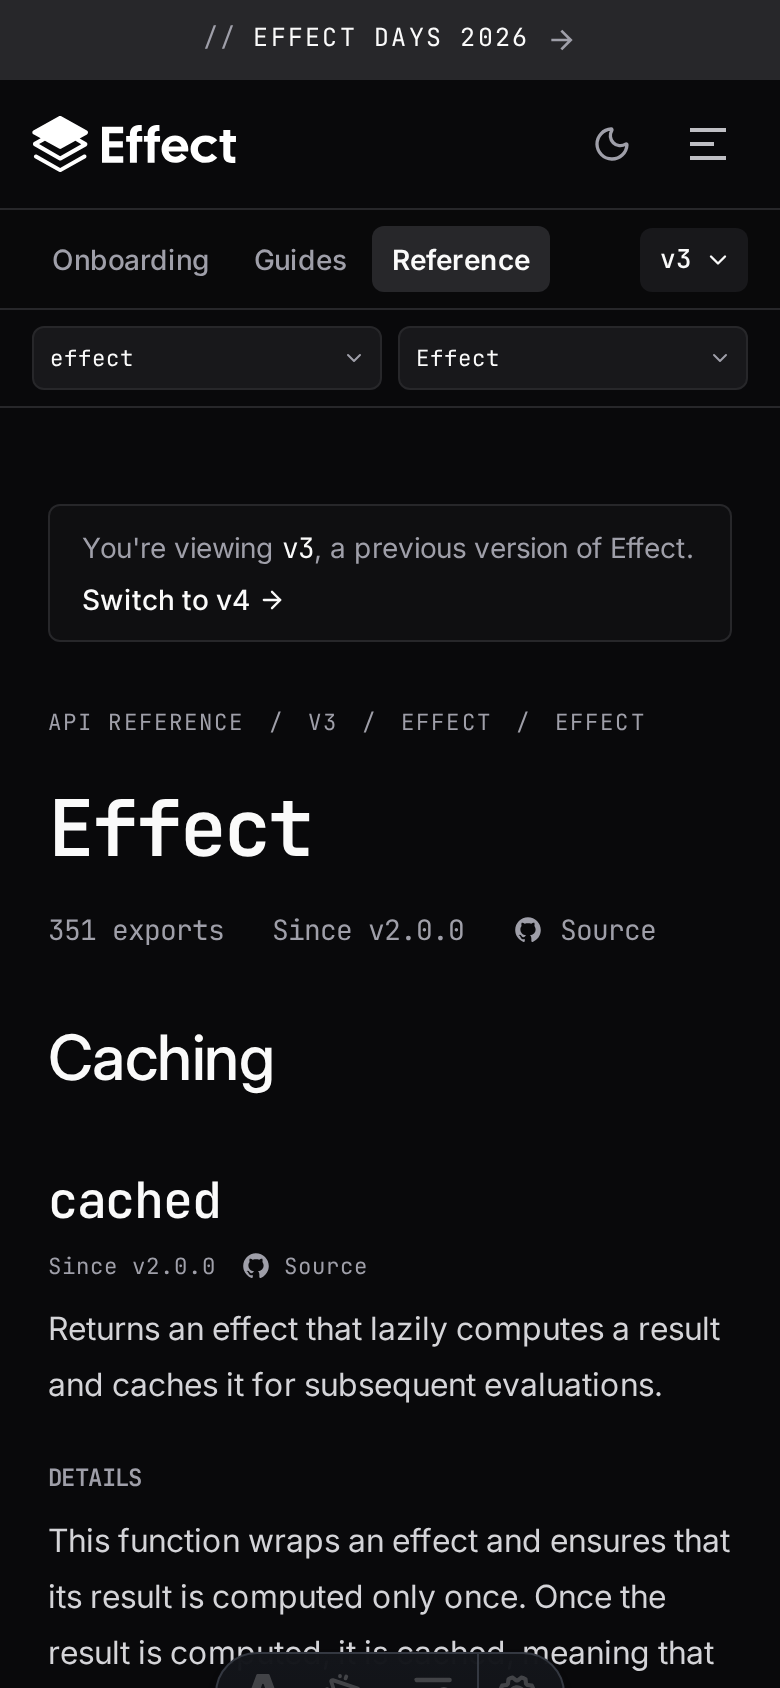 // EFFECT DAYS 2026 →
Effect
Onboarding Guides Reference v3
effect Effect
You're viewing v3, a previous version of Effect.
Switch to v4 →
API REFERENCE / V3 / EFFECT / EFFECT
Effect
351 exports Since v2.0.0 Source
Caching
cached
Since v2.0.0 Source
Returns an effect that lazily computes a result
and caches it for subsequent evaluations.
DETAILS
This function wraps an effect and ensures that
its result is computed only once. Once the
result is computed, it is cached, meaning that